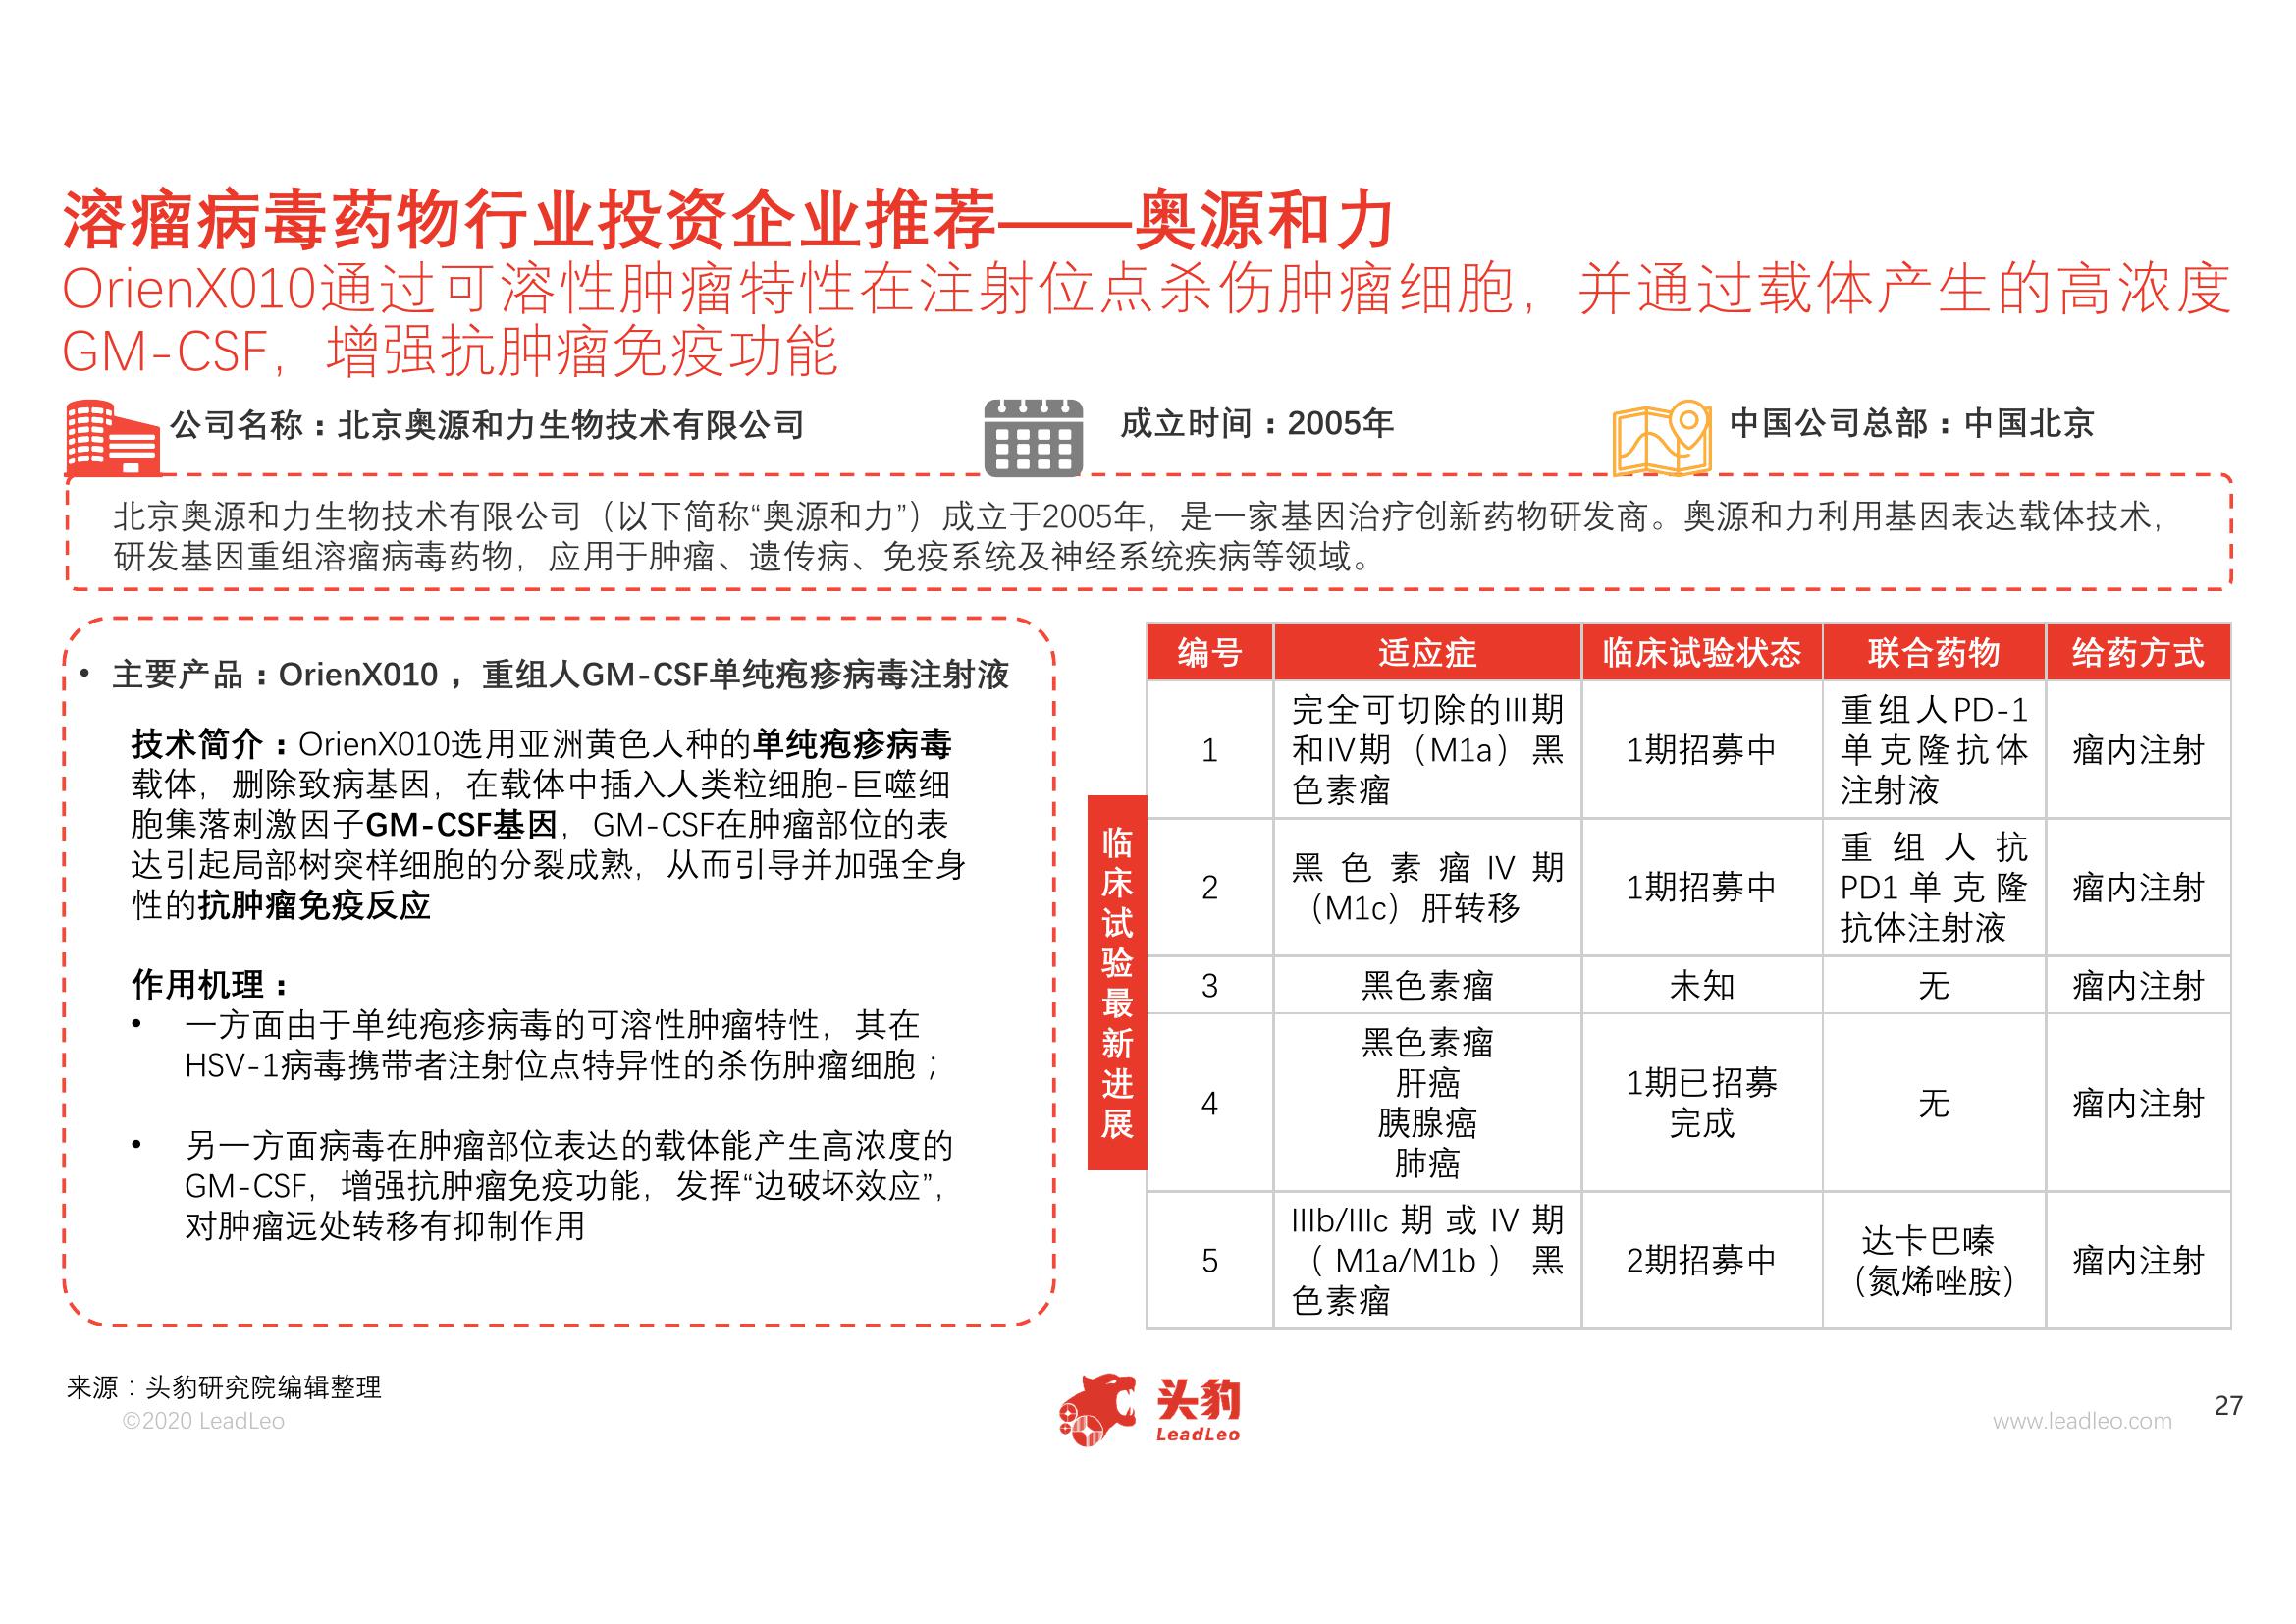 溶瘤病毒药物行业投资企业推荐——奥源和力
OrienX010通过可溶性肿瘤特性在注射位点杀伤肿瘤细胞，并通过载体产生的高浓度
GM-CSF，增强抗肿瘤免疫功能
公司名称：北京奥源和力生物技术有限公司
成立时间：2005年
中国公司总部：中国北京
北京奥源和力生物技术有限公司（以下简称“奥源和力”）成立于2005年，是一家基因治疗创新药物研发商。奥源和力利用基因表达载体技术，
研发基因重组溶瘤病毒药物，应用于肿瘤、遗传病、免疫系统及神经系统疾病等领域。
• 主要产品：OrienX010，重组人GM-CSF单纯疱疹病毒注射液
技术简介：OrienX010选用亚洲黄色人种的单纯疱疹病毒
载体，删除致病基因，在载体中插入人类粒细胞-巨噬细
胞集落刺激因子GM-CSF基因，GM-CSF在肿瘤部位的表
达引起局部树突样细胞的分裂成熟，从而引导并加强全身
性的抗肿瘤免疫反应
作用机理：
• 一方面由于单纯疱疹病毒的可溶性肿瘤特性，其在
HSV-1病毒携带者注射位点特异性的杀伤肿瘤细胞；
• 另一方面病毒在肿瘤部位表达的载体能产生高浓度的
GM-CSF，增强抗肿瘤免疫功能，发挥“边破坏效应”，
对肿瘤远处转移有抑制作用
临床试验最新进展
编号 适应症 临床试验状态 联合药物 给药方式
1
完全可切除的III期
和IV期（M1a）黑
色素瘤
1期招募中
重组人PD-1
单克隆抗体
注射液
瘤内注射
2
黑色素瘤IV期
（M1c）肝转移
1期招募中
重组人抗
PD1单克隆
抗体注射液
瘤内注射
3 黑色素瘤 未知 无 瘤内注射
4
黑色素瘤
肝癌
胰腺癌
肺癌
1期已招募
完成
无
瘤内注射
5
IIIb/IIIc期或IV期
（M1a/M1b）黑
色素瘤
2期招募中
达卡巴嗪
（氮烯唑胺）
瘤内注射
来源：头豹研究院编辑整理
©2020 LeadLeo
头豹
LeadLeo
www.leadleo.com
27